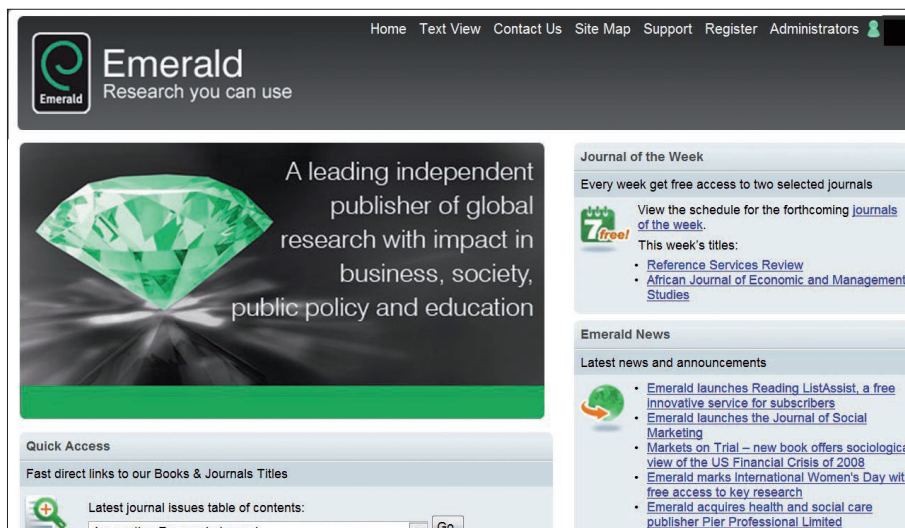 Home Text View Contact Us Site Map Support Register Administrators
Emerald
Emerald
Research you can use
A leading independent
publisher of global
research with impact in
business, society,
public policy and education
Quick Access
Fast direct links to our Books & Journals Titles
Latest journal issues table of contents:
Go
Journal of the Week
Every week get free access to two selected journals
7 free!
View the schedule for the forthcoming journals
of the week.
This week's titles:
• Reference Services Review
• African Journal of Economic and Management
Studies
Emerald News
Latest news and announcements
• Emerald launches Reading ListAssist, a free
innovative service for subscribers
• Emerald launches the Journal of Social
Marketing
• Markets on Trial – new book offers sociologica
view of the US Financial Crisis of 2008
• Emerald marks International Women's Day wit
free access to key research
• Emerald acquires health and social care
publisher Pier Professional Limited